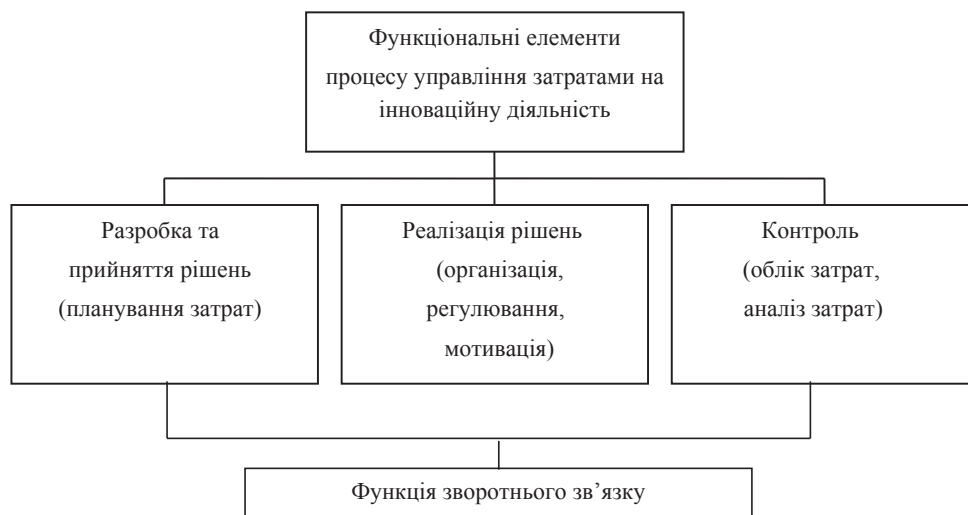 Функціональні елементи
процесу управління затратами на
інноваційну діяльність
Разробка та
прийняття рішень
(планування затрат)
Реалізація рішень
(організація,
регулювання,
мотивація)
Контроль
(облік затрат,
аналіз затрат)
Функція зворотнього зв’язку